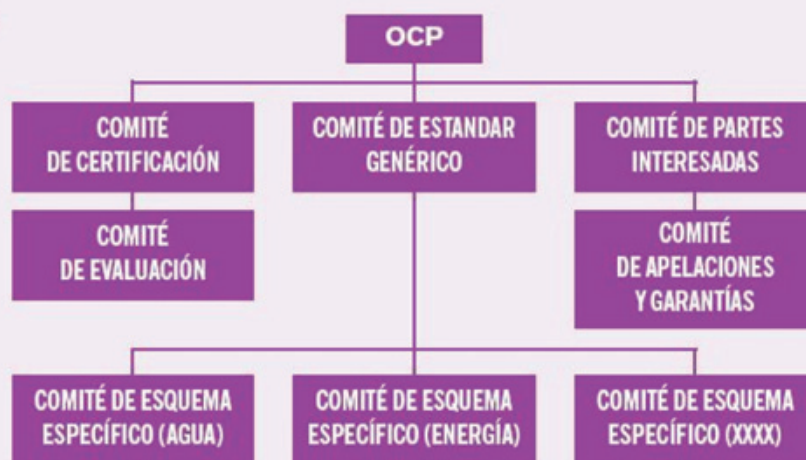 OCP
COMITÉ
DE CERTIFICACIÓN
COMITÉ DE ESTANDAR
GENÉRICO
COMITÉ DE PARTES
INTERESADAS
COMITÉ
DE EVALUACIÓN
COMITÉ
DE APELACIONES
Y GARANTÍAS
COMITÉ DE ESQUEMA
ESPECÍFICO (AGUA)
COMITÉ DE ESQUEMA
ESPECÍFICO (ENERGÍA)
COMITÉ DE ESQUEMA
ESPECÍFICO (XXXX)